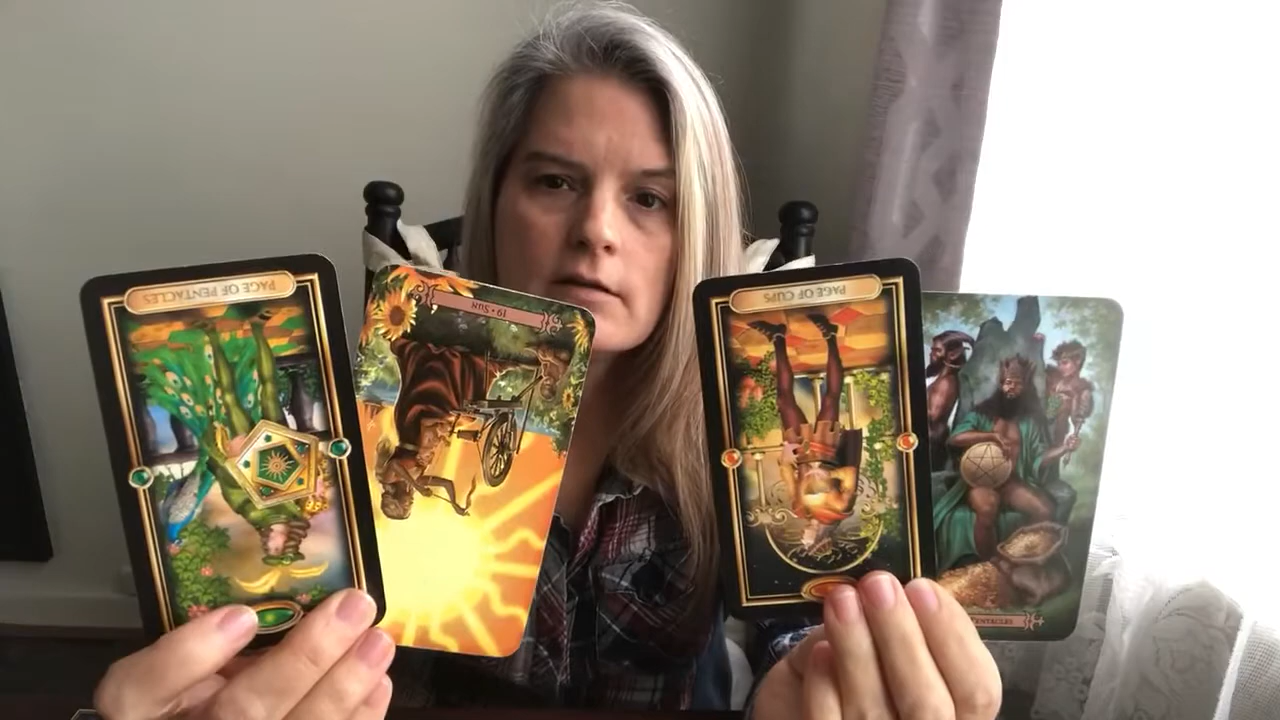 PAGE OF PENTACLES
19 • SUN
PAGE OF CUPS
PENTACLES